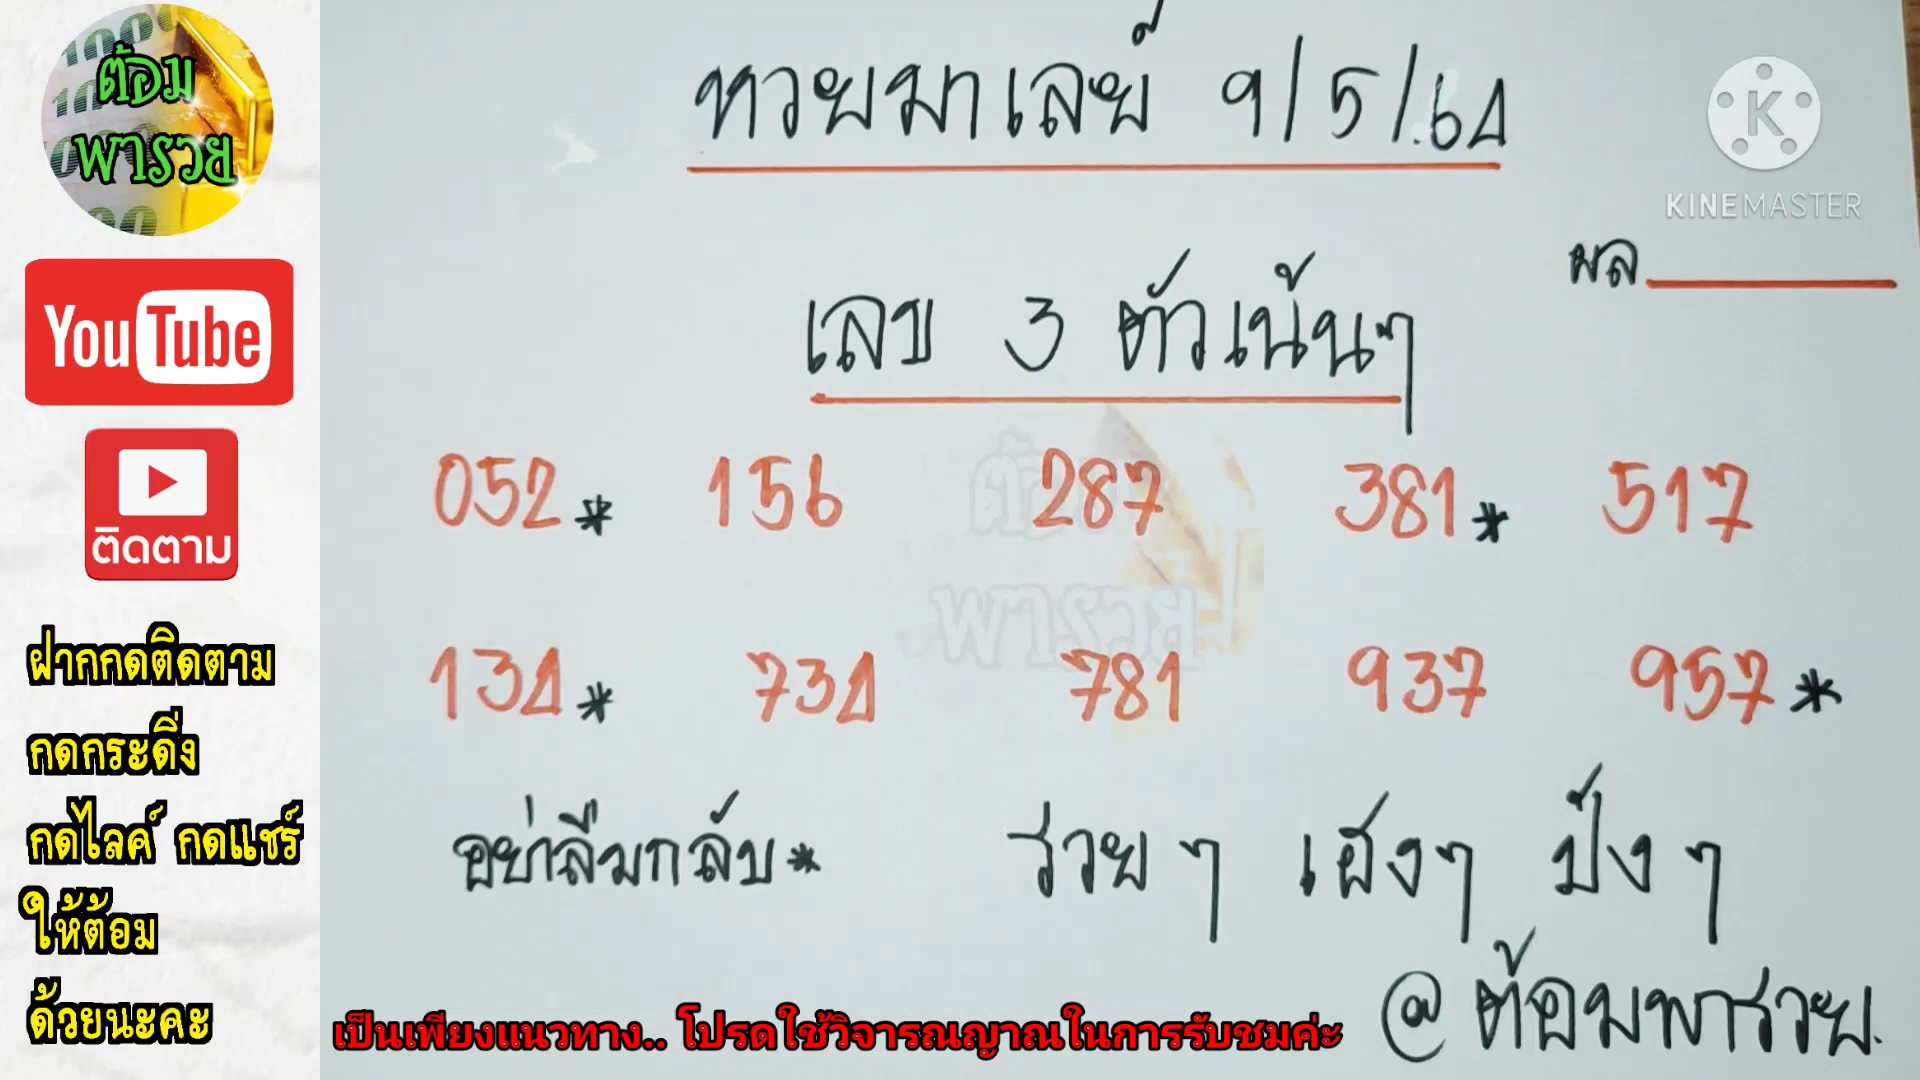 ต้อม
พารวย
YouTube
ติดตาม
ฝากกดติดตาม
กดกระดิ่ง
กดไลค์ กดแชร์
ให้ต้อม
ด้วยนะคะ
หวยมาเลย์ 9/5/64
KINEMASTER
ผล
เลข 3 ตัวเน้นๆ
052* 156 287 381* 517
ต้อม
พารวย
134* 734 781 937 957*
อย่าลืมกลับ* รวยๆ เฮงๆ ปังๆ
@ต้อมพารวย.
เป็นเพียงแนวทาง.. โปรดใช้วิจารณญาณในการรับชมค่ะ